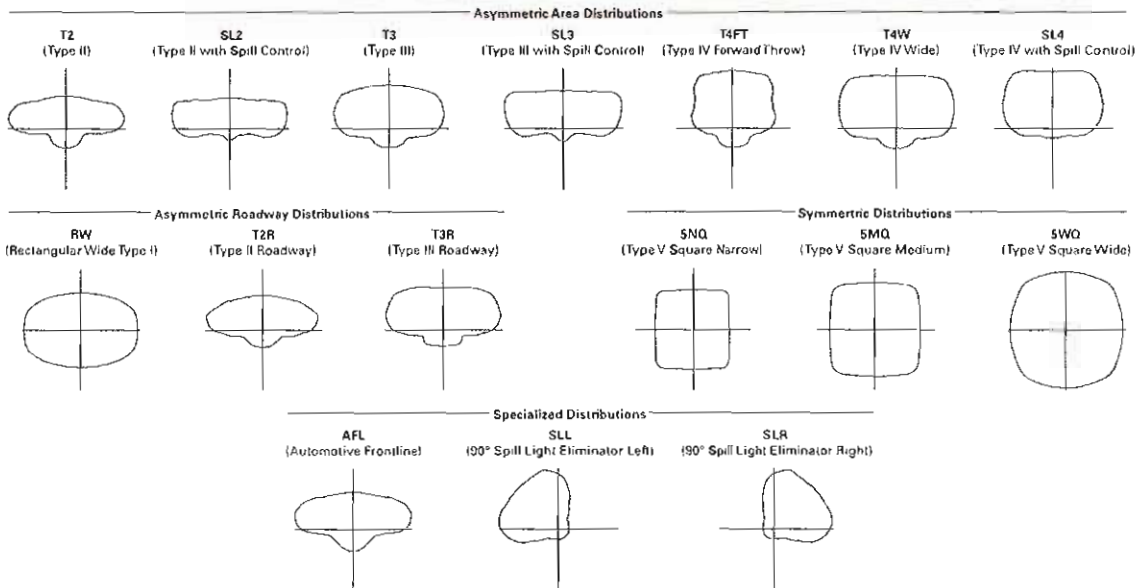 Asymmetric Area Distributions
T2 SL2 T3 SL3 T4FT T4W SL4
(Type II) (Type II with Spill Control) (Type III) (Type III with Spill Control) (Type IV Forward Throw) (Type IV Wide) (Type IV with Spill Control)
Asymmetric Roadway Distributions Symmertric Distributions
RW T2R T3R 5NQ 5MQ 5WQ
(Rectangular Wide Type I) (Type II Roadway) (Type III Roadway) (Type V Square Narrow) (Type V Square Medium) (Type V Square Wide)
Specialized Distributions
AFL SLL SLR
(Automotive Frontline) (90° Spill Light Eliminator Left) (90° Spill Light Eliminator Right)